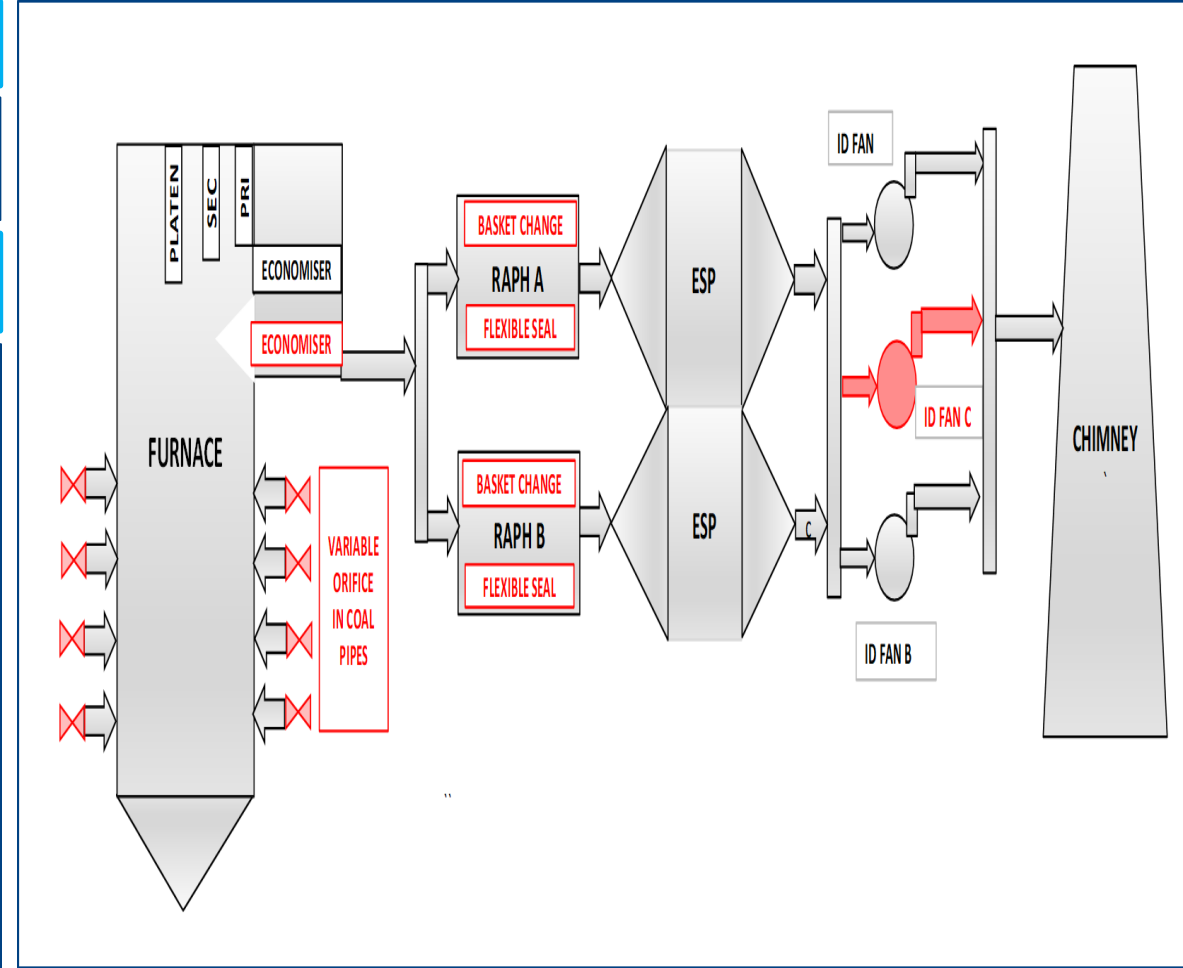 PLATEN
SEC
PRI
ECONOMISER
ECONOMISER
FURNACE
VARIABLE
ORIFICE
IN COAL
PIPES
BASKET CHANGE
RAPH A
FLEXIBLE SEAL
BASKET CHANGE
RAPH B
FLEXIBLE SEAL
ESP
ESP
C
ID FAN
ID FAN C
ID FAN B
CHIMNEY
`
``